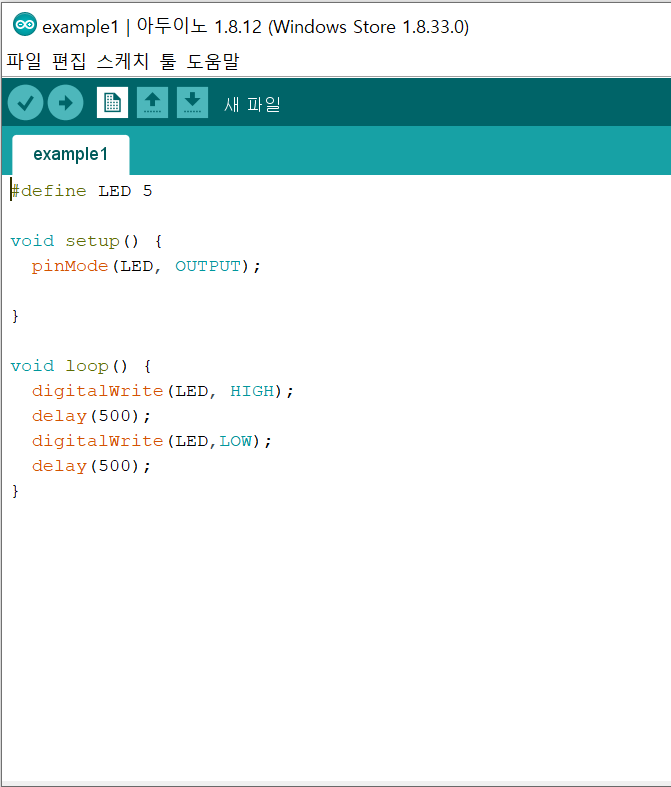 example1 | 아두이노 1.8.12 (Windows Store 1.8.33.0)
파일 편집 스케치 툴 도움말
새 파일
example1
#define LED 5
void setup() {
  pinMode(LED, OUTPUT);
}
void loop() {
  digitalWrite(LED, HIGH);
  delay(500);
  digitalWrite(LED,LOW);
  delay(500);
}